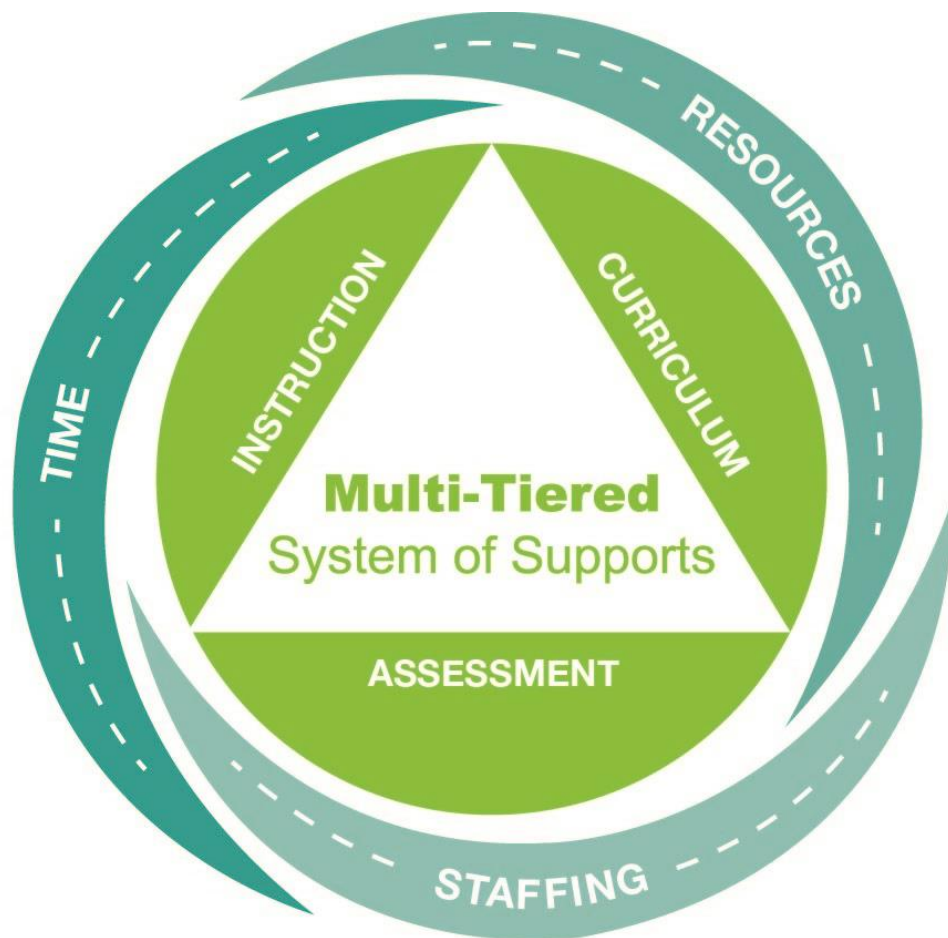 RESOURCES
TIME
INSTRUCTION
CURRICULUM
Multi-Tiered
System of Supports
ASSESSMENT
STAFFING